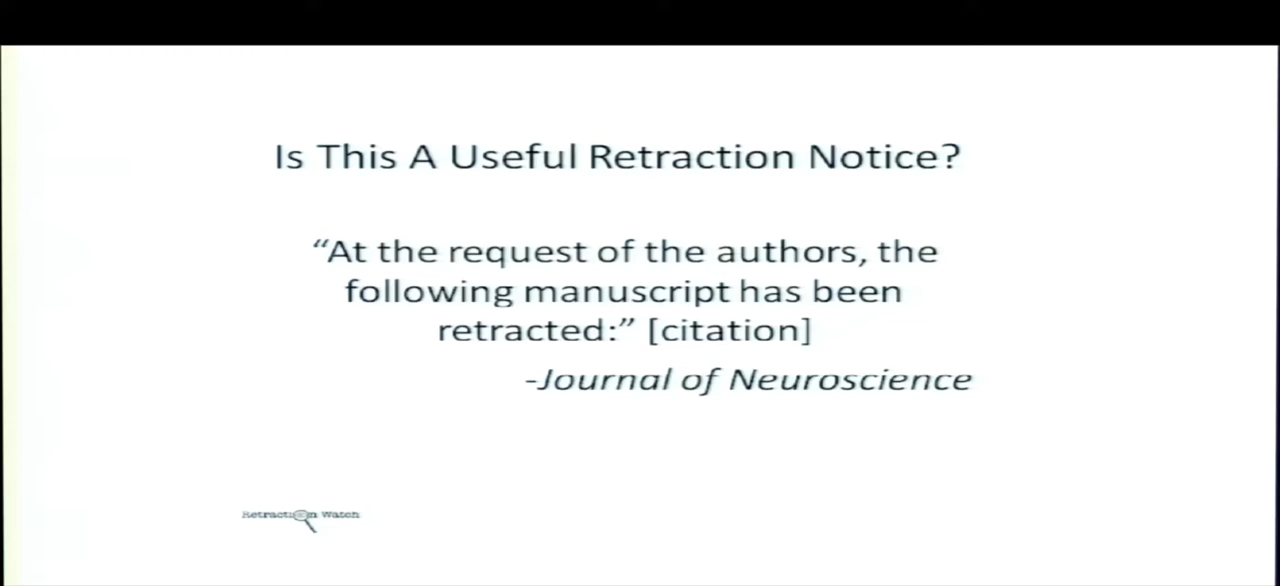 Is This A Useful Retraction Notice?
“At the request of the authors, the
following manuscript has been
retracted:” [citation]
-Journal of Neuroscience
Retraction Watch